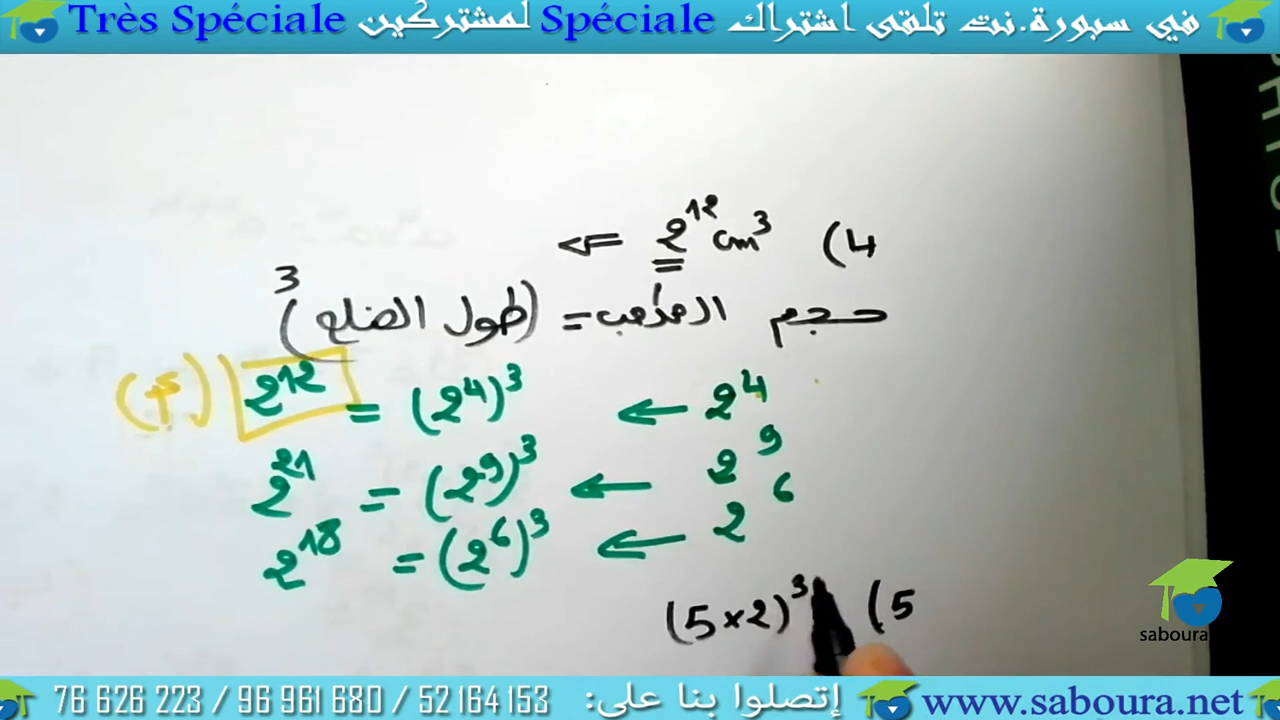 في سبورة.نت تلقى اشتراك Spéciale لمشتركين Très Spéciale
4) 2^12 cm^3 ⇐
حجم المكعب = (طول الضلع)^3
2^4 ← (2^4)^3 = 2^12 (أ)
2^9 ← (2^9)^3 = 2^21
2^6 ← (2^6)^3 = 2^18
5) (5×2)^3
saboura
76 626 223 / 96 961 680 / 52 164 153 إتصلوا بنا على: www.saboura.net